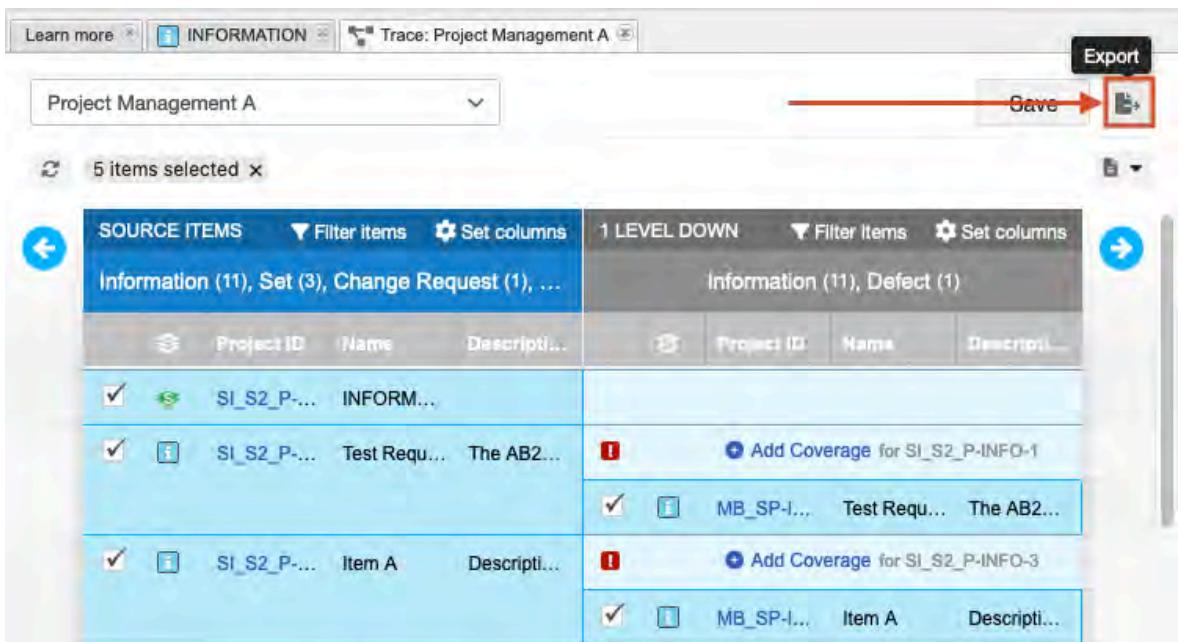 Learn more INFORMATION Trace: Project Management A
Export
Project Management A Save
5 items selected
SOURCE ITEMS Filter items Set columns 1 LEVEL DOWN Filter items Set columns
Information (11), Set (3), Change Request (1), ... Information (11), Defect (1)
Project ID Name Descripti... Project ID Name Descripti...
SI_S2_P-... INFORM...
SI_S2_P-... Test Requ... The AB2... Add Coverage for SI_S2_P-INFO-1
MB_SP-I... Test Requ... The AB2...
SI_S2_P-... Item A Descripti... Add Coverage for SI_S2_P-INFO-3
MB_SP-I... Item A Descripti...